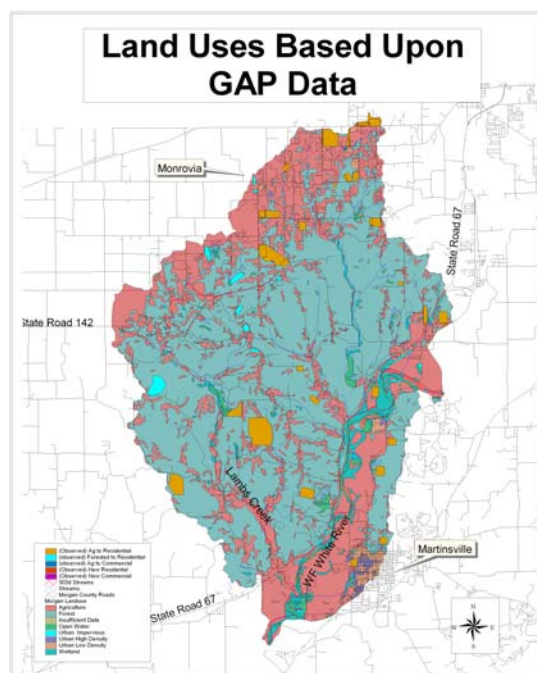 Land Uses Based Upon
GAP Data
Monrovia
State Road 67
State Road 142
Lambs Creek
WF White River
Martinsville
State Road 67
(Observed) Ag to Residential
(observed) Forested to Residential
(observed) Ag to Commercial
(Observed) New Residential
(Observed) New Commercial
303d Streams
Streams
Morgan County Roads
Morgan Landuse
Agriculture
Forest
Insufficient Data
Open Water
Urban Impervious
Urban High Density
Urban Low Density
Wetland
N
W
E
S